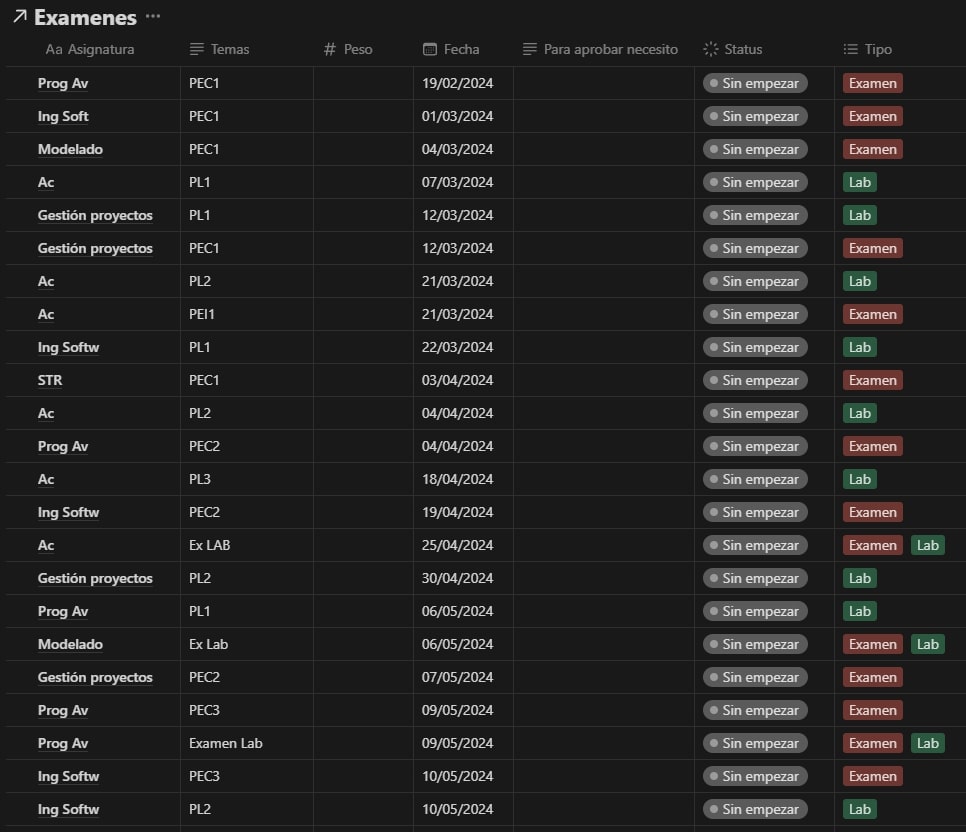 Examenes ···
Aa Asignatura Temas # Peso Fecha Para aprobar necesito Status Tipo
Prog Av PEC1 19/02/2024 Sin empezar Examen
Ing Soft PEC1 01/03/2024 Sin empezar Examen
Modelado PEC1 04/03/2024 Sin empezar Examen
Ac PL1 07/03/2024 Sin empezar Lab
Gestión proyectos PL1 12/03/2024 Sin empezar Lab
Gestión proyectos PEC1 12/03/2024 Sin empezar Examen
Ac PL2 21/03/2024 Sin empezar Lab
Ac PEI1 21/03/2024 Sin empezar Examen
Ing Softw PL1 22/03/2024 Sin empezar Lab
STR PEC1 03/04/2024 Sin empezar Examen
Ac PL2 04/04/2024 Sin empezar Lab
Prog Av PEC2 04/04/2024 Sin empezar Examen
Ac PL3 18/04/2024 Sin empezar Lab
Ing Softw PEC2 19/04/2024 Sin empezar Examen
Ac Ex LAB 25/04/2024 Sin empezar Examen Lab
Gestión proyectos PL2 30/04/2024 Sin empezar Lab
Prog Av PL1 06/05/2024 Sin empezar Lab
Modelado Ex Lab 06/05/2024 Sin empezar Examen Lab
Gestión proyectos PEC2 07/05/2024 Sin empezar Examen
Prog Av PEC3 09/05/2024 Sin empezar Examen
Prog Av Examen Lab 09/05/2024 Sin empezar Examen Lab
Ing Softw PEC3 10/05/2024 Sin empezar Examen
Ing Softw PL2 10/05/2024 Sin empezar Lab